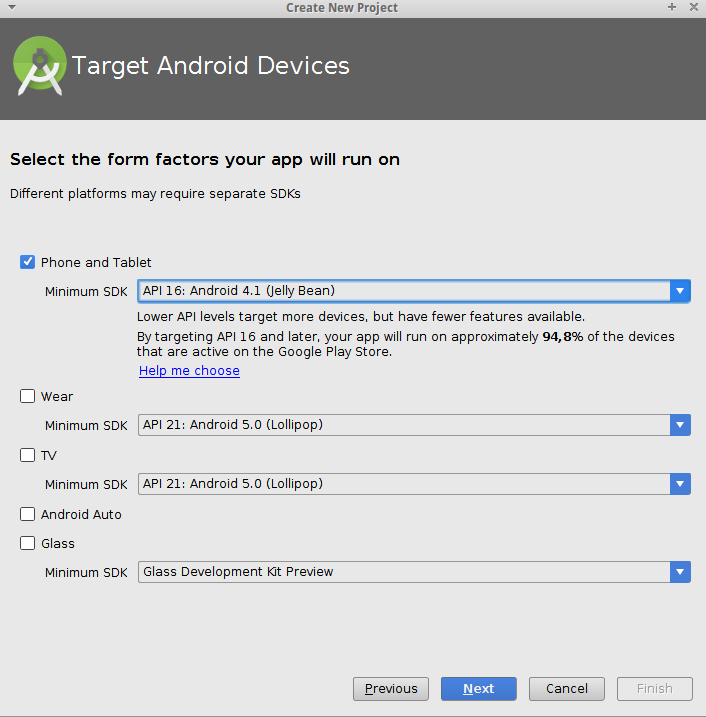 Create New Project
Target Android Devices
Select the form factors your app will run on
Different platforms may require separate SDKs
Phone and Tablet
Minimum SDK API 16: Android 4.1 (Jelly Bean)
Lower API levels target more devices, but have fewer features available.
By targeting API 16 and later, your app will run on approximately 94,8% of the devices
that are active on the Google Play Store.
Help me choose
Wear
Minimum SDK API 21: Android 5.0 (Lollipop)
TV
Minimum SDK API 21: Android 5.0 (Lollipop)
Android Auto
Glass
Minimum SDK Glass Development Kit Preview
Previous Next Cancel Finish